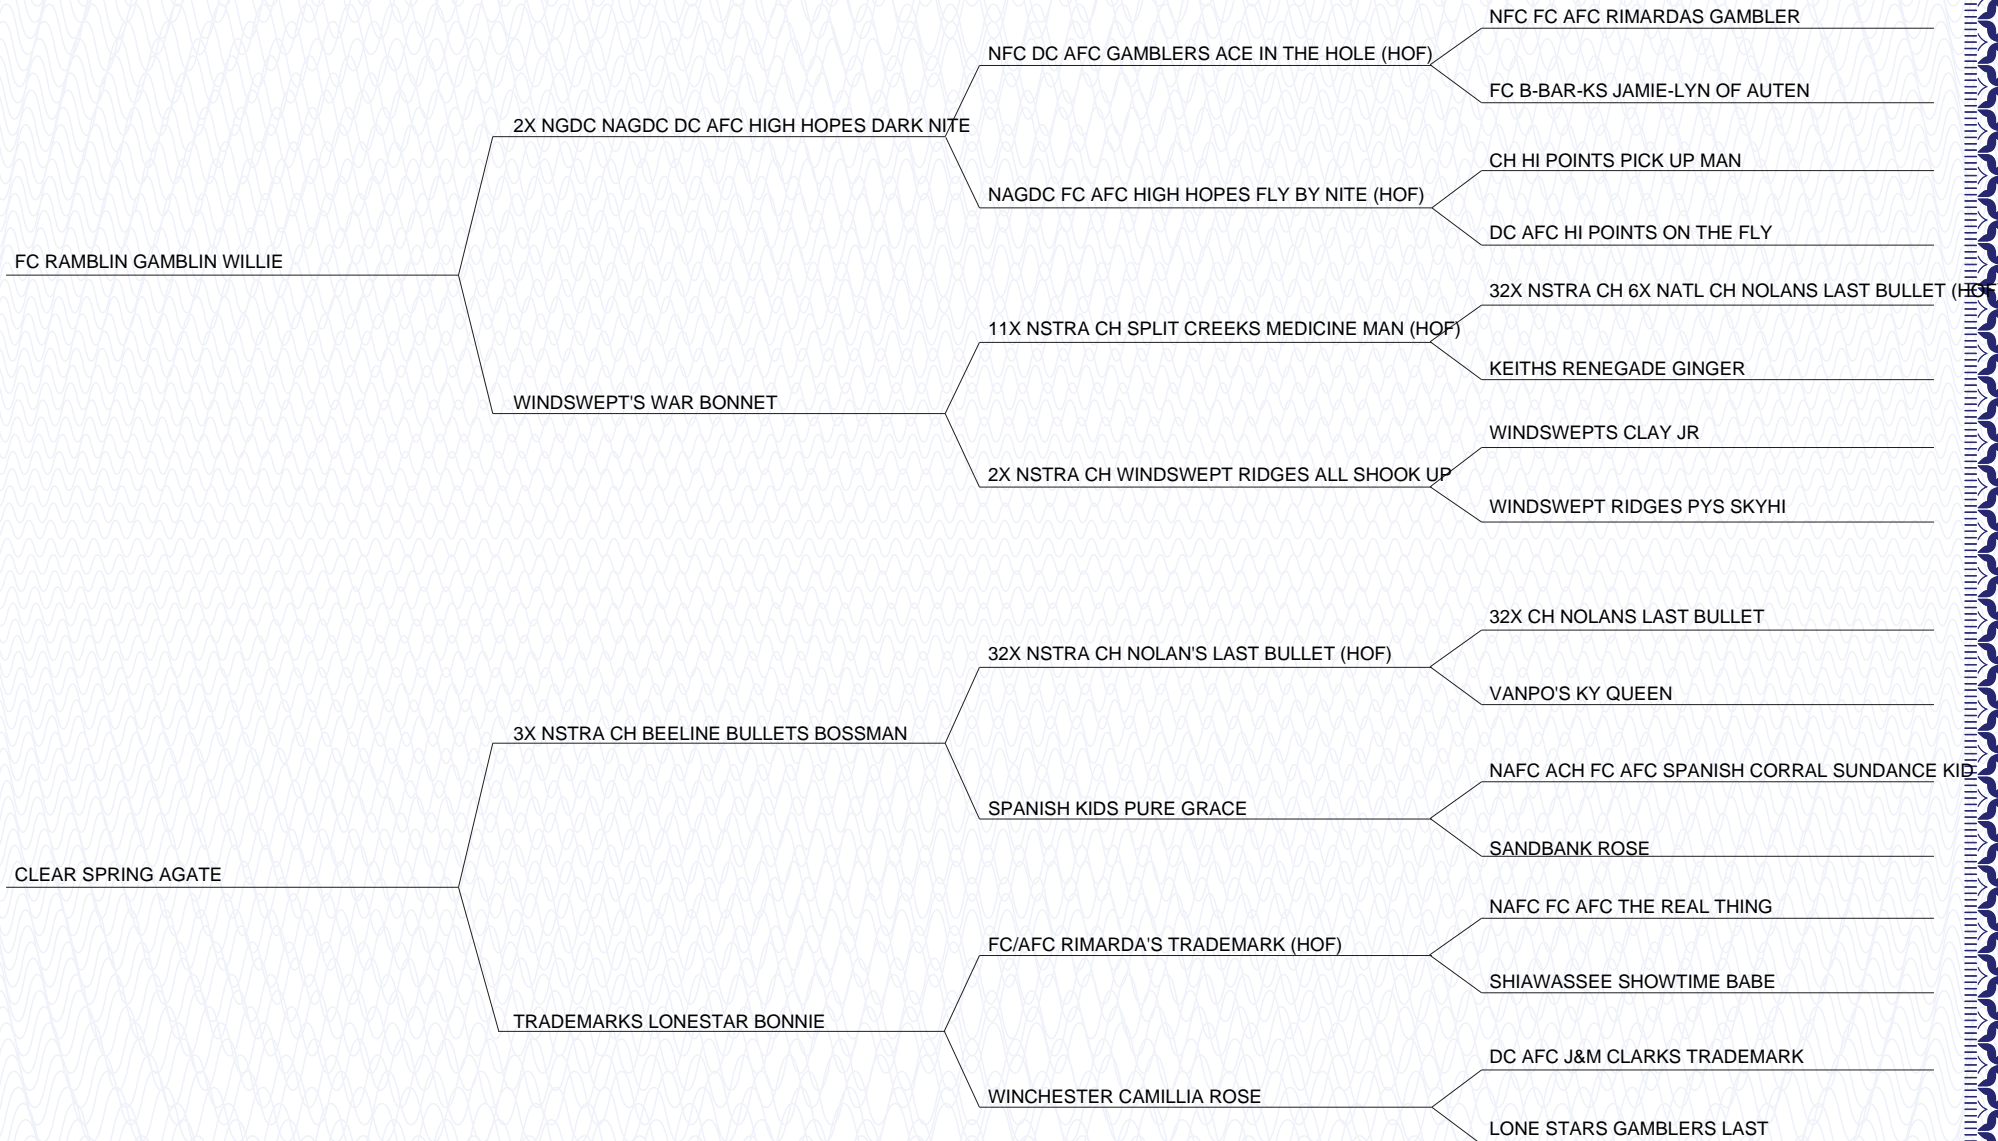 NFC FC AFC RIMARDAS GAMBLER
NFC DC AFC GAMBLERS ACE IN THE HOLE (HOF)
FC B-BAR-KS JAMIE-LYN OF AUTEN
2X NGDC NAGDC DC AFC HIGH HOPES DARK NITE
CH HI POINTS PICK UP MAN
NAGDC FC AFC HIGH HOPES FLY BY NITE (HOF)
DC AFC HI POINTS ON THE FLY
FC RAMBLIN GAMBLIN WILLIE
32X NSTRA CH 6X NATL CH NOLANS LAST BULLET (HOF
11X NSTRA CH SPLIT CREEKS MEDICINE MAN (HOF)
KEITHS RENEGADE GINGER
WINDSWEPT'S WAR BONNET
WINDSWEPTS CLAY JR
2X NSTRA CH WINDSWEPT RIDGES ALL SHOOK UP
WINDSWEPT RIDGES PYS SKYHI
32X CH NOLANS LAST BULLET
32X NSTRA CH NOLAN'S LAST BULLET (HOF)
VANPO'S KY QUEEN
3X NSTRA CH BEELINE BULLETS BOSSMAN
NAFC ACH FC AFC SPANISH CORRAL SUNDANCE KID
SPANISH KIDS PURE GRACE
SANDBANK ROSE
CLEAR SPRING AGATE
NAFC FC AFC THE REAL THING
FC/AFC RIMARDA'S TRADEMARK (HOF)
SHIAWASSEE SHOWTIME BABE
TRADEMARKS LONESTAR BONNIE
DC AFC J&M CLARKS TRADEMARK
WINCHESTER CAMILLIA ROSE
LONE STARS GAMBLERS LAST